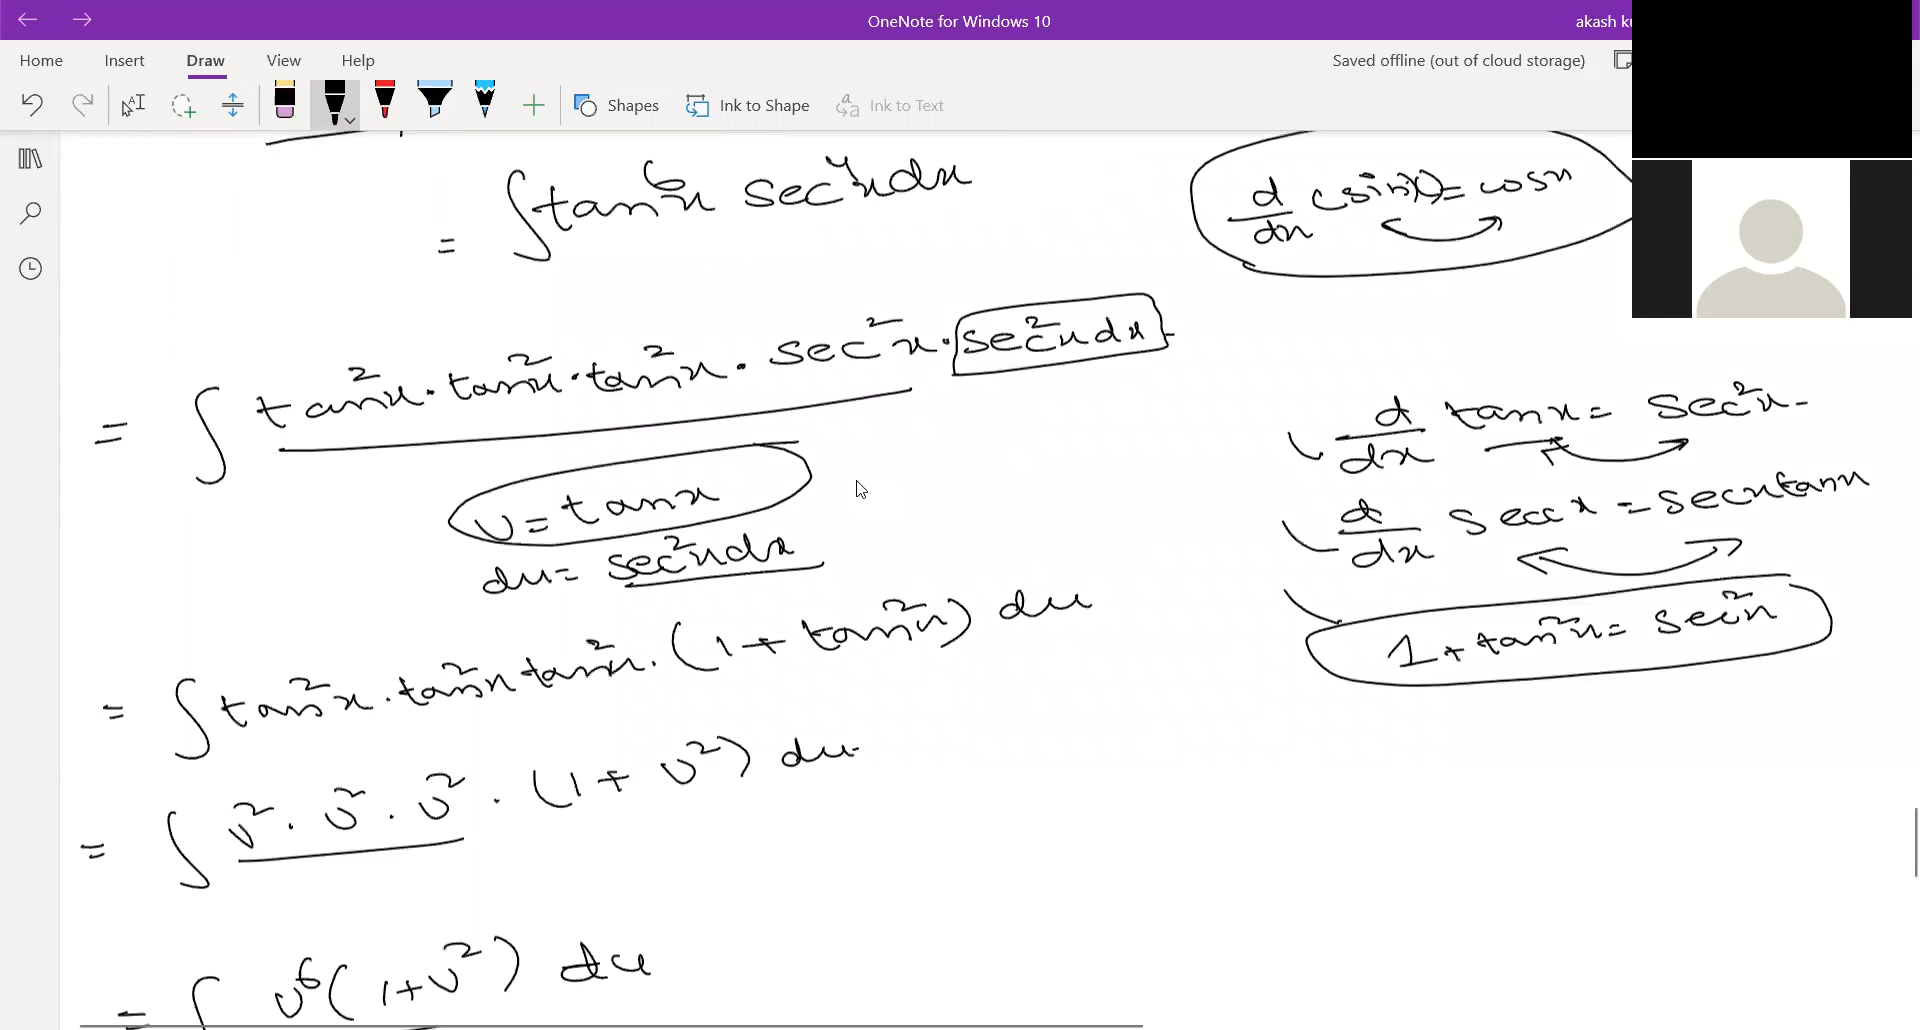 OneNote for Windows 10
akash ku
Home Insert Draw View Help
Saved offline (out of cloud storage)
Shapes Ink to Shape Ink to Text
= ∫tan⁶x sec⁴x dx
d/dx (sinx) = cosx
= ∫ tan²x · tan²x · tan²x · sec²x · sec²x dx
d/dx tanx = sec²x
u = tanx
d/dx secx = secxtanx
du = sec²x dx
1 + tan²x = sec²x
= ∫ tan²x · tan²x tan²x · (1 + tan²x) du
= ∫ u² · u² · u² · (1 + u²) du
= ∫ u⁶(1+u²) du